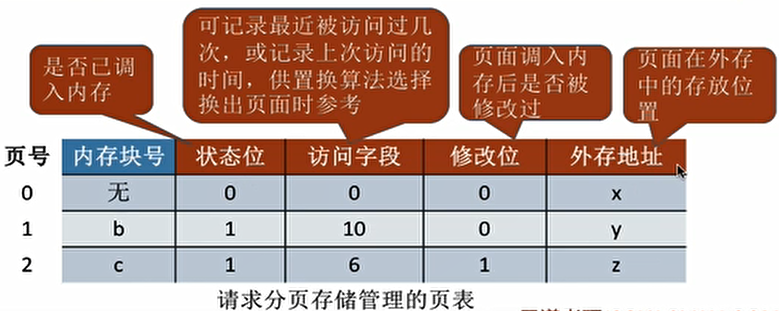 是否已调
入内存
可记录最近被访问过几
次，或记录上次访问的
时间，供置换算法选择
换出页面时参考
页面调入内
存后是否被
修改过
页面在外存
中的存放位
置
页号 内存块号 状态位 访问字段 修改位 外存地址
0 无 0 0 0 x
1 b 1 10 0 y
2 c 1 6 1 z
请求分页存储管理的页表